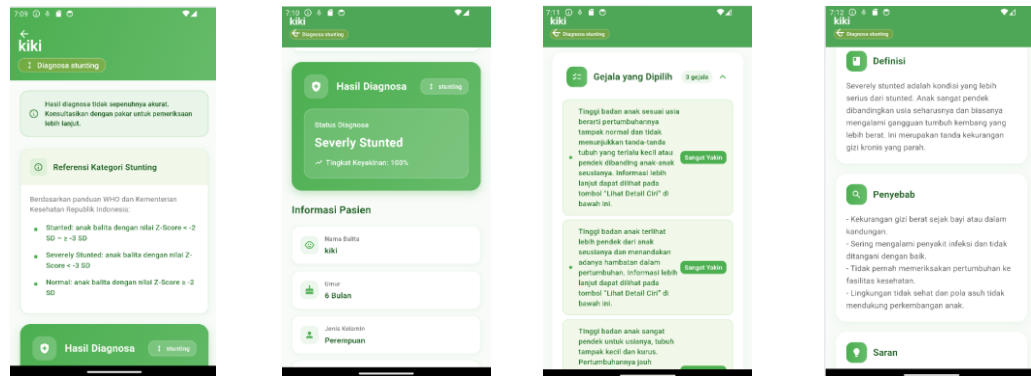 7:09
kiki
Diagnosa stunting
Hasil diagnosa tidak sepenuhnya akurat.
Konsultasikan dengan pakar untuk pemeriksaan
lebih lanjut.
Referensi Kategori Stunting
Berdasarkan panduan WHO dan Kementerian
Kesehatan Republik Indonesia:
Stunted: anak balita dengan nilai Z-Score < -2
SD – ≥ -3 SD
Severely Stunted: anak balita dengan nilai Z-
Score < -3 SD
Normal: anak balita dengan nilai Z-Score ≥ -2
SD
Hasil Diagnosa
stunting
7:10
kiki
Diagnosa stunting
Hasil Diagnosa
stunting
Status Diagnosa
Severly Stunted
Tingkat Keyakinan: 100%
Informasi Pasien
Nama Balita
kiki
Umur
6 Bulan
Jenis Kelamin
Perempuan
7:11
kiki
Diagnosa stunting
Gejala yang Dipilih
3 gejala
Tinggi badan anak sesuai usia
berarti pertumbuhannya
tampak normal dan tidak
menunjukkan tanda-tanda
tubuh yang terlalu kecil atau
pendek dibanding anak-anak
seusianya. Informasi lebih
lanjut dapat dilihat pada
tombol "Lihat Detail Ciri" di
bawah ini.
Sangat Yakin
Tinggi badan anak terlihat
lebih pendek dari anak
seusianya dan menandakan
adanya hambatan dalam
pertumbuhan. Informasi lebih
lanjut dapat dilihat pada
tombol "Lihat Detail Ciri" di
bawah ini.
Sangat Yakin
Tinggi badan anak sangat
pendek untuk usianya, tubuh
tampak kecil dan kurus.
Pertumbuhannya jauh
7:12
kiki
Diagnosa stunting
Definisi
Severely stunted adalah kondisi yang lebih
serius dari stunted. Anak sangat pendek
dibandingkan usia seharusnya dan biasanya
mengalami gangguan tumbuh kembang yang
lebih berat. Ini merupakan tanda kekurangan
gizi kronis yang parah.
Penyebab
- Kekurangan gizi berat sejak bayi atau dalam
kandungan.
- Sering mengalami penyakit infeksi dan tidak
ditangani dengan baik.
- Tidak pernah memeriksakan pertumbuhan ke
fasilitas kesehatan.
- Lingkungan tidak sehat dan pola asuh tidak
mendukung perkembangan anak.
Saran